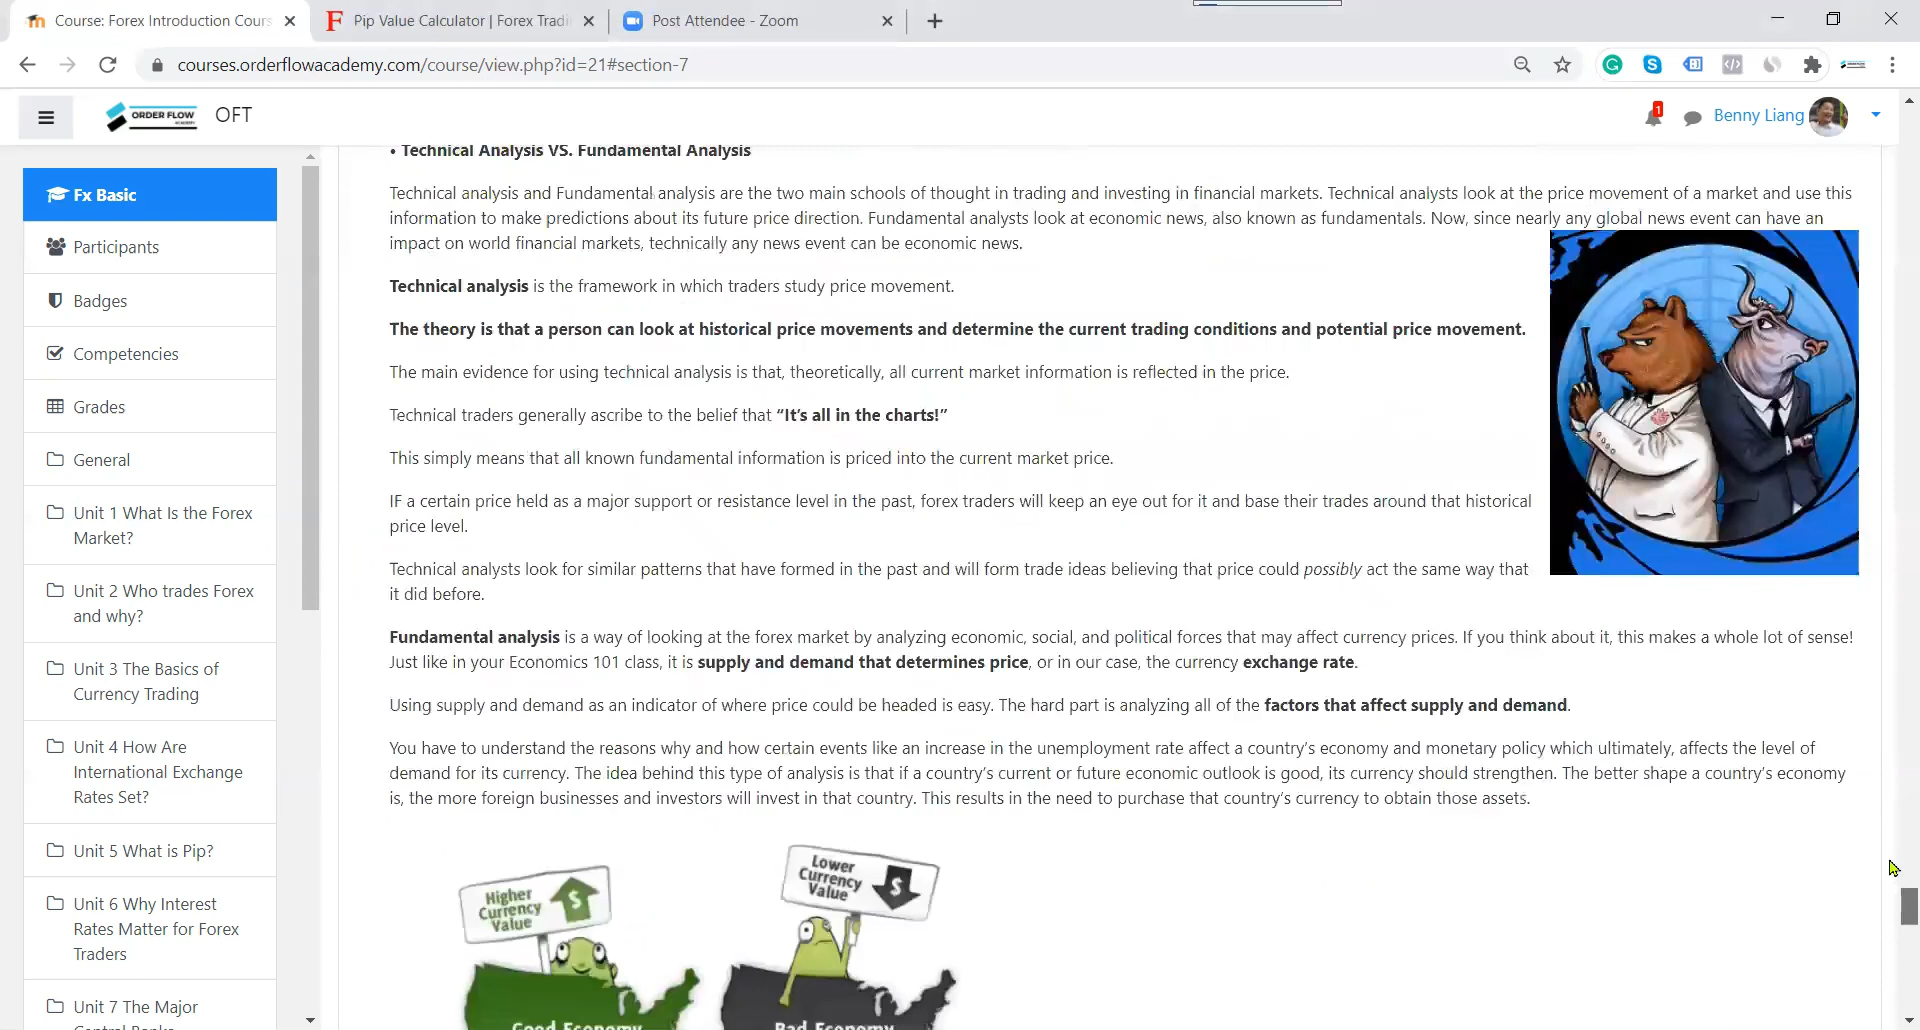 Course: Forex Introduction Cours
Pip Value Calculator | Forex Tradi
Post Attendee - Zoom
courses.orderflowacademy.com/course/view.php?id=21#section-7
ORDER FLOW
ACADEMY
OFT
1
Benny Liang
Fx Basic
Participants
Badges
Competencies
Grades
General
Unit 1 What Is the Forex
Market?
Unit 2 Who trades Forex
and why?
Unit 3 The Basics of
Currency Trading
Unit 4 How Are
International Exchange
Rates Set?
Unit 5 What is Pip?
Unit 6 Why Interest
Rates Matter for Forex
Traders
Unit 7 The Major
Central Banks
• Technical Analysis VS. Fundamental Analysis
Technical analysis and Fundamental analysis are the two main schools of thought in trading and investing in financial markets. Technical analysts look at the price movement of a market and use this
information to make predictions about its future price direction. Fundamental analysts look at economic news, also known as fundamentals. Now, since nearly any global news event can have an
impact on world financial markets, technically any news event can be economic news.
Technical analysis is the framework in which traders study price movement.
The theory is that a person can look at historical price movements and determine the current trading conditions and potential price movement.
The main evidence for using technical analysis is that, theoretically, all current market information is reflected in the price.
Technical traders generally ascribe to the belief that “It’s all in the charts!”
This simply means that all known fundamental information is priced into the current market price.
IF a certain price held as a major support or resistance level in the past, forex traders will keep an eye out for it and base their trades around that historical
price level.
Technical analysts look for similar patterns that have formed in the past and will form trade ideas believing that price could possibly act the same way that
it did before.
Fundamental analysis is a way of looking at the forex market by analyzing economic, social, and political forces that may affect currency prices. If you think about it, this makes a whole lot of sense!
Just like in your Economics 101 class, it is supply and demand that determines price, or in our case, the currency exchange rate.
Using supply and demand as an indicator of where price could be headed is easy. The hard part is analyzing all of the factors that affect supply and demand.
You have to understand the reasons why and how certain events like an increase in the unemployment rate affect a country’s economy and monetary policy which ultimately, affects the level of
demand for its currency. The idea behind this type of analysis is that if a country’s current or future economic outlook is good, its currency should strengthen. The better shape a country’s economy
is, the more foreign businesses and investors will invest in that country. This results in the need to purchase that country’s currency to obtain those assets.
Higher
Currency
Value
$
Lower
Currency
Value
$
Good Economy
Bad Economy